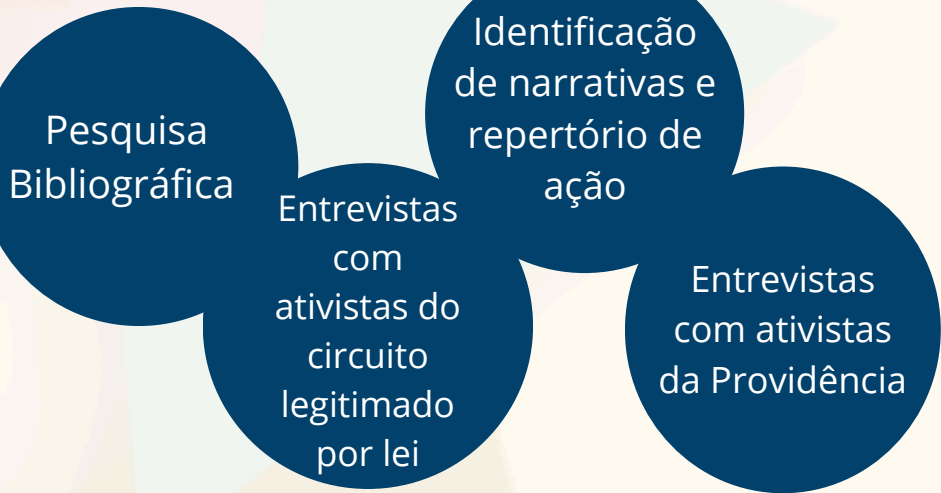 Pesquisa
Bibliográfica
Entrevistas
com
ativistas do
circuito
legitimado
por lei
Identificação
de narrativas e
repertório de
ação
Entrevistas
com ativistas
da Providência